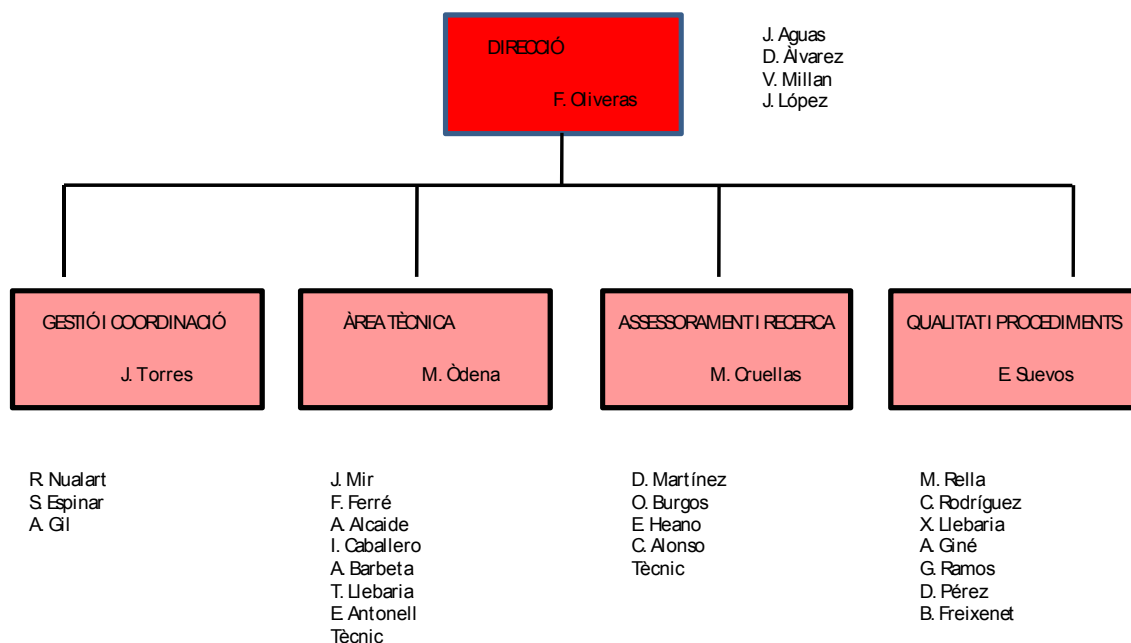 DIRECCIÓ
F. Oliveras
J. Aguas
D. Àlvarez
V. Millan
J. López
GESTIÓ I COORDINACIÓ
J. Torres
ÀREA TÈCNICA
M. Òdena
ASSESSORAMENT I RECERCA
M. Cruellas
QUALITAT I PROCEDIMENTS
E. Suevos
R. Nualart
S. Espinar
A. Gil
J. Mir
F. Ferré
A. Alcaide
I. Caballero
A. Barbeta
T. Llebaria
E. Antonell
Tècnic
D. Martínez
O. Burgos
E. Heano
C. Alonso
Tècnic
M. Rella
C. Rodríguez
X. Llebaria
A. Giné
G. Ramos
D. Pérez
B. Freixenet